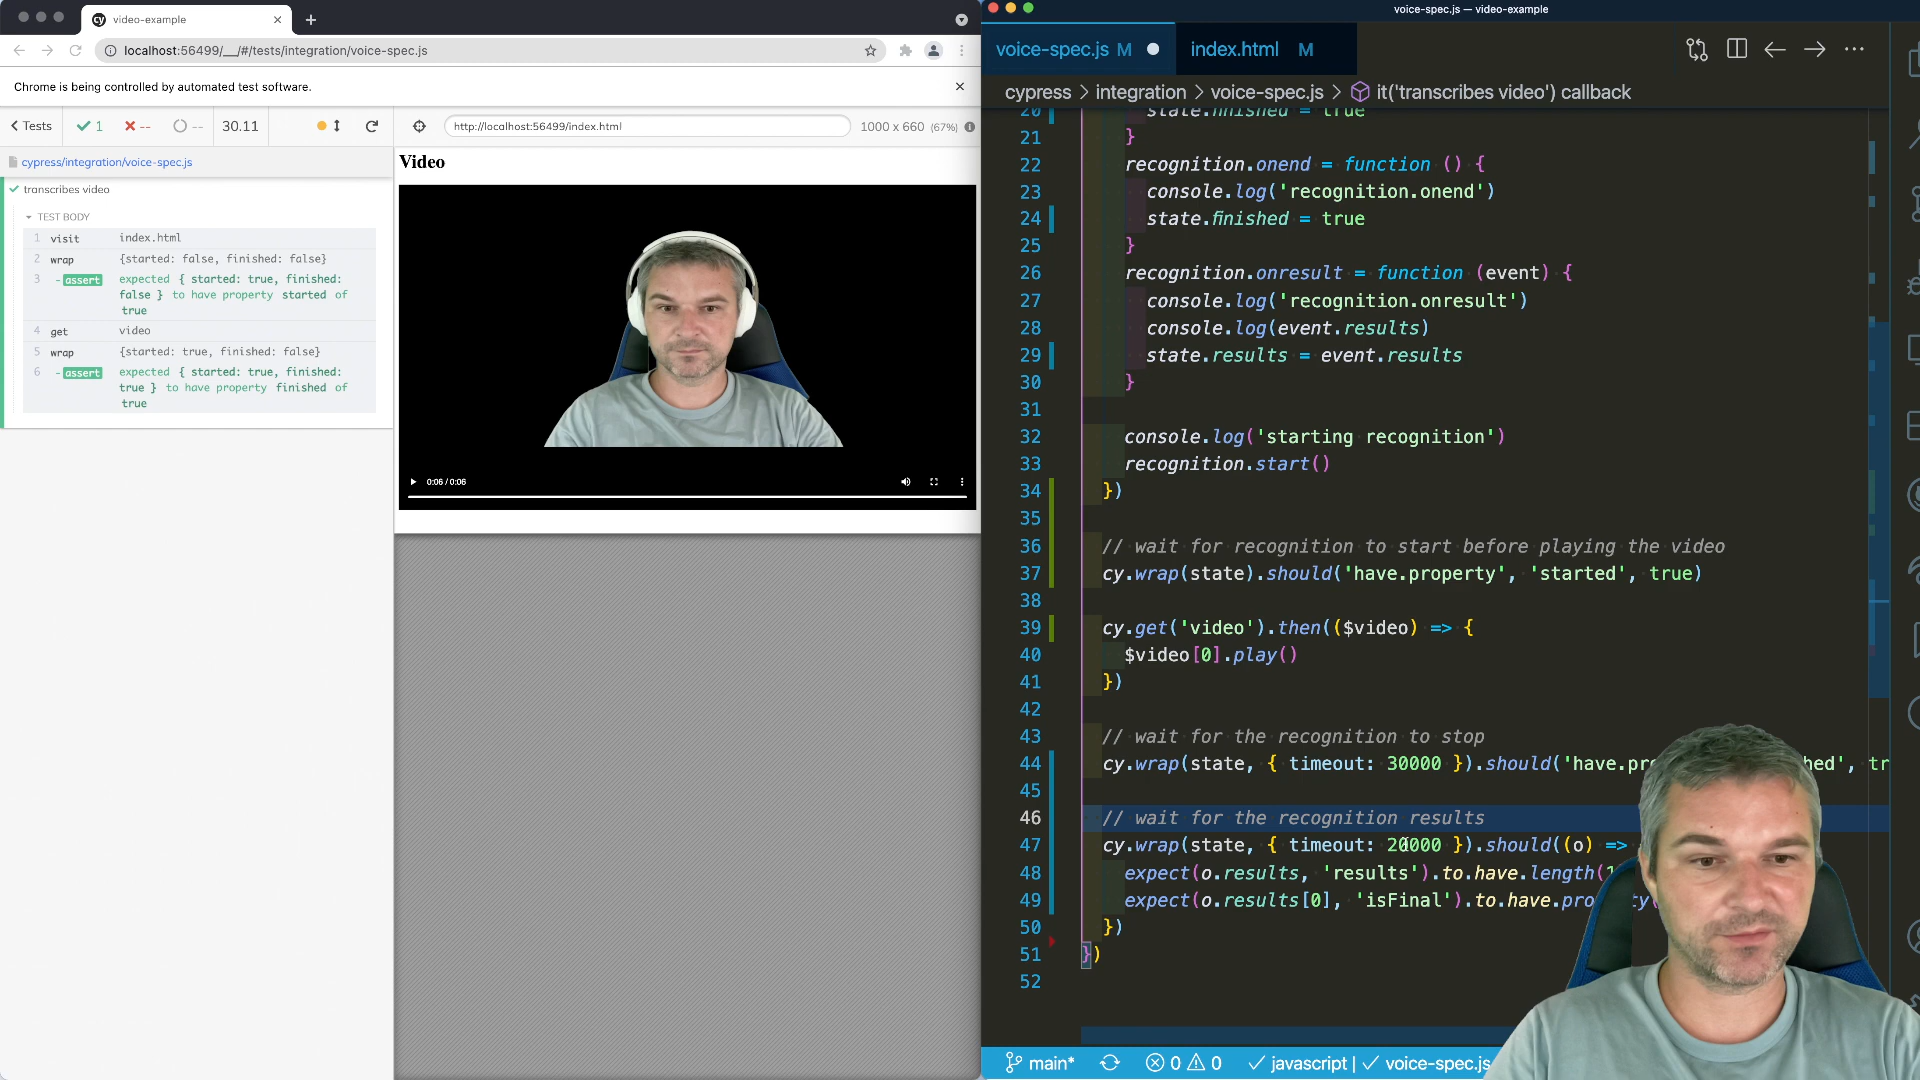 video-example
localhost:56499/__/#/tests/integration/voice-spec.js
Chrome is being controlled by automated test software.
Tests
1
--
--
30.11
http://localhost:56499/index.html
1000 x 660 (67%)
cypress/integration/voice-spec.js
transcribes video
TEST BODY
1 visit index.html
2 wrap {started: false, finished: false}
3 -assert expected { started: true, finished:
false } to have property started of
true
4 get video
5 wrap {started: true, finished: false}
6 -assert expected { started: true, finished:
true } to have property finished of
true
Video
0:06 / 0:06
voice-spec.js — video-example
voice-spec.js M
index.html M
cypress > integration > voice-spec.js > it('transcribes video') callback
20 state.finished = true
21 }
22 recognition.onend = function () {
23 console.log('recognition.onend')
24 state.finished = true
25 }
26 recognition.onresult = function (event) {
27 console.log('recognition.onresult')
28 console.log(event.results)
29 state.results = event.results
30 }
31
32 console.log('starting recognition')
33 recognition.start()
34 })
35
36 // wait for recognition to start before playing the video
37 cy.wrap(state).should('have.property', 'started', true)
38
39 cy.get('video').then(($video) => {
40 $video[0].play()
41 })
42
43 // wait for the recognition to stop
44 cy.wrap(state, { timeout: 30000 }).should('have.
45
46 // wait for the recognition results
47 cy.wrap(state, { timeout: 20000 }).should((o) =>
48 expect(o.results, 'results').to.have.length(1
49 expect(o.results[0], 'isFinal').to.have.
50 })
51 })
52
main*
0 0
javascript | voice-spec.js